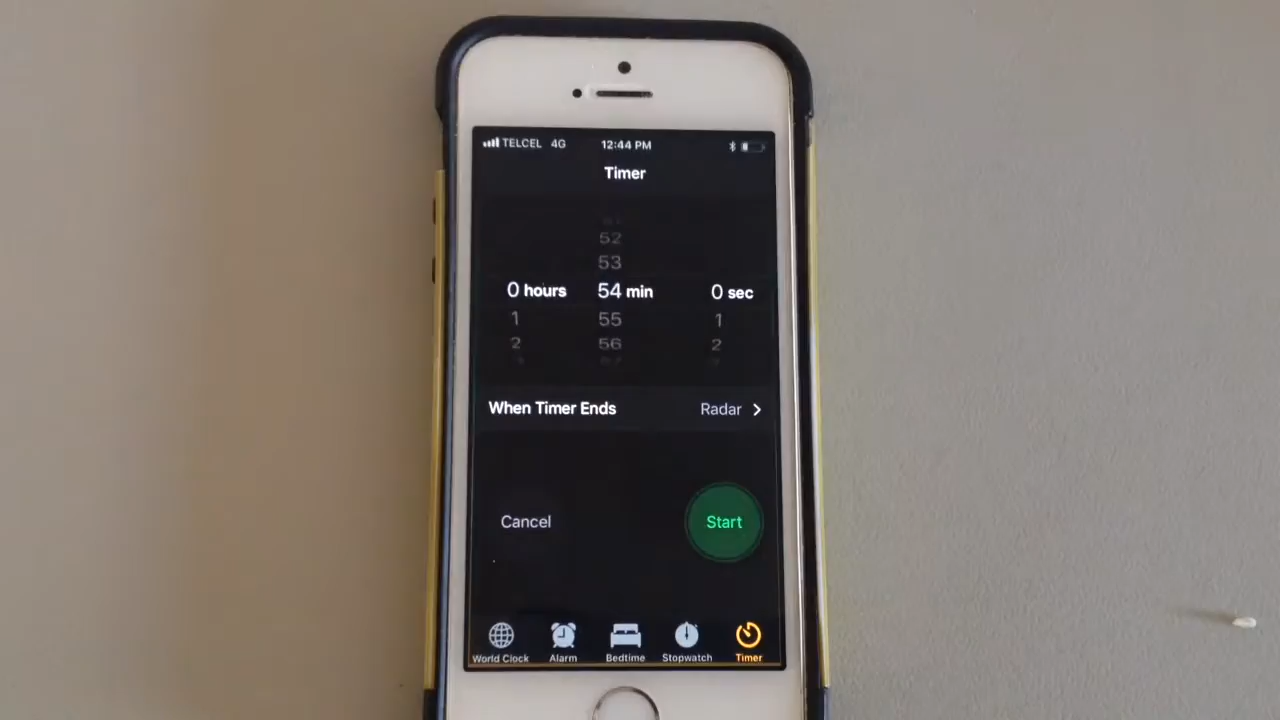 TELCEL 4G 12:44 PM
Timer
52
53
0 hours 54 min 0 sec
1 55 1
2 56 2
When Timer Ends Radar
Cancel Start
World Clock Alarm Bedtime Stopwatch Timer